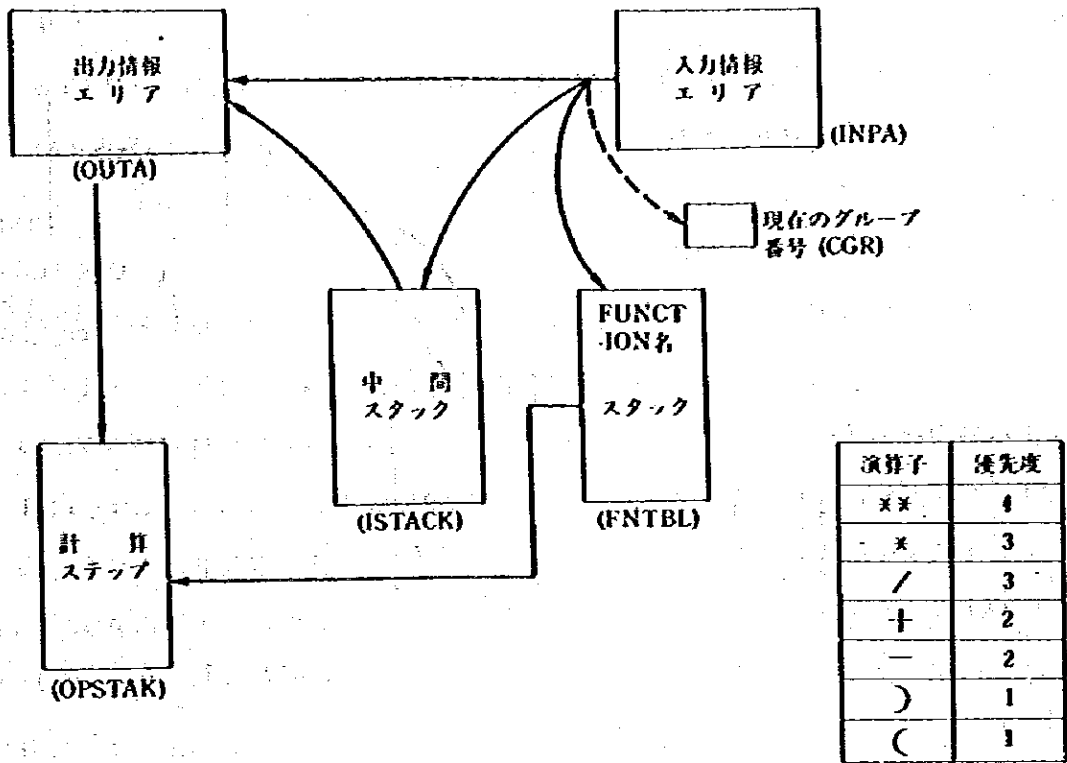 出力情報
エリア
(OUTA)
入力情報
エリア
(INPA)
現在のグループ
番号 (CGR)
中間
スタック
(ISTACK)
FUNCT
-ION名
スタック
(FNTBL)
計算
ステップ
(OPSTAK)
演算子 優先度
** 4
* 3
/ 3
+ 2
- 2
) 1
( 1